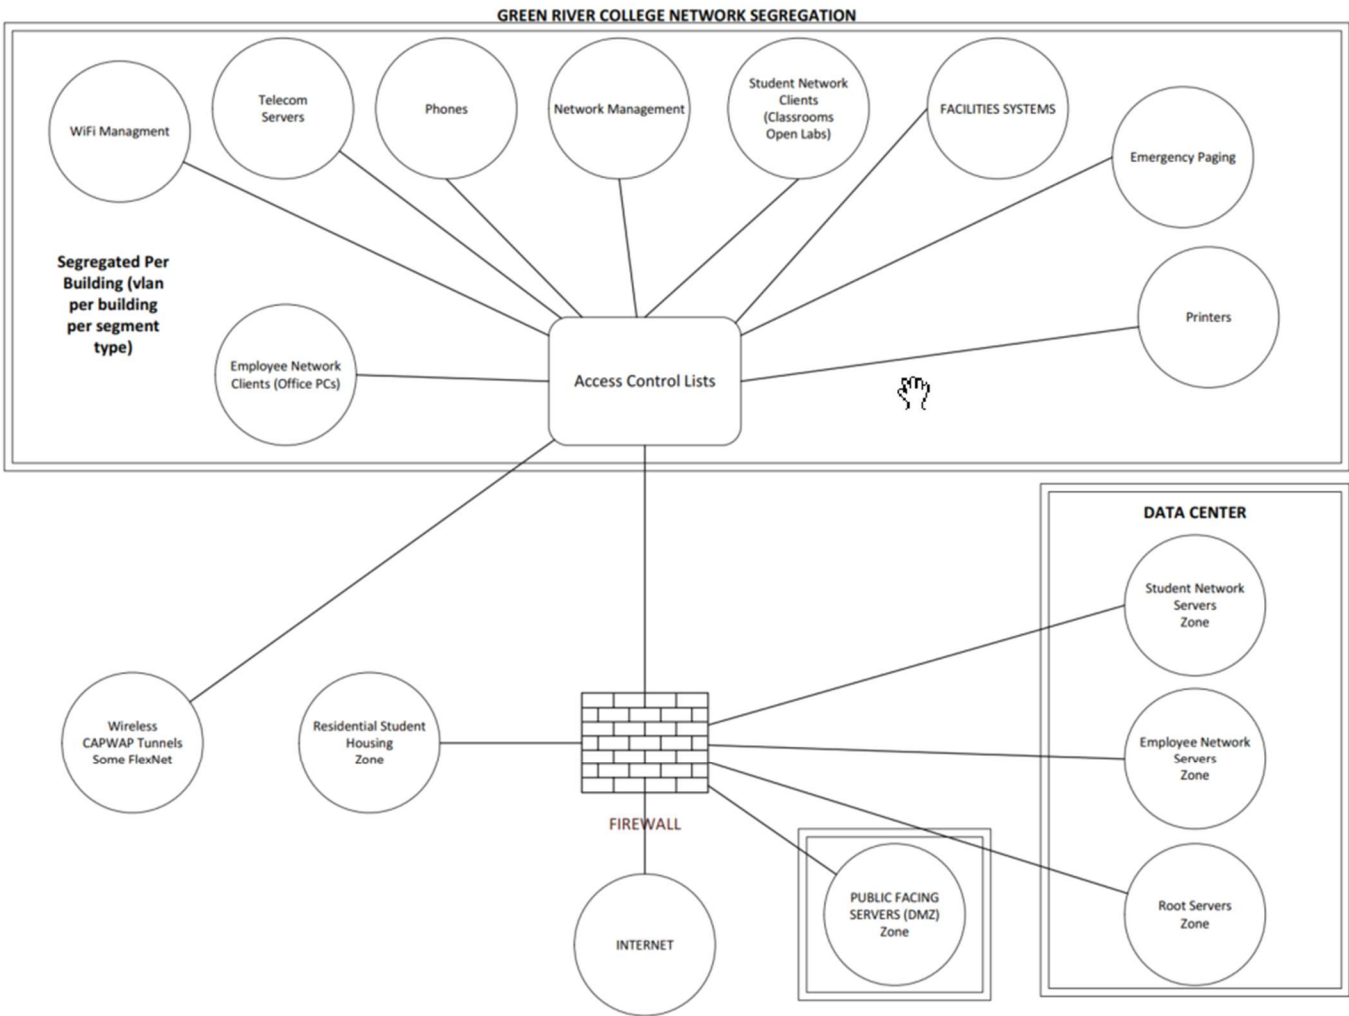 GREEN RIVER COLLEGE NETWORK SEGREGATION
WiFi Managment
Telecom
Servers
Phones
Network Management
Student Network
Clients
(Classrooms
Open Labs)
FACILITIES SYSTEMS
Emergency Paging
Printers
Segregated Per
Building (vlan
per building
per segment
type)
Employee Network
Clients (Office PCs)
Access Control Lists
DATA CENTER
Student Network
Servers
Zone
Employee Network
Servers
Zone
Root Servers
Zone
Wireless
CAPWAP Tunnels
Some FlexNet
Residential Student
Housing
Zone
FIREWALL
INTERNET
PUBLIC FACING
SERVERS (DMZ)
Zone